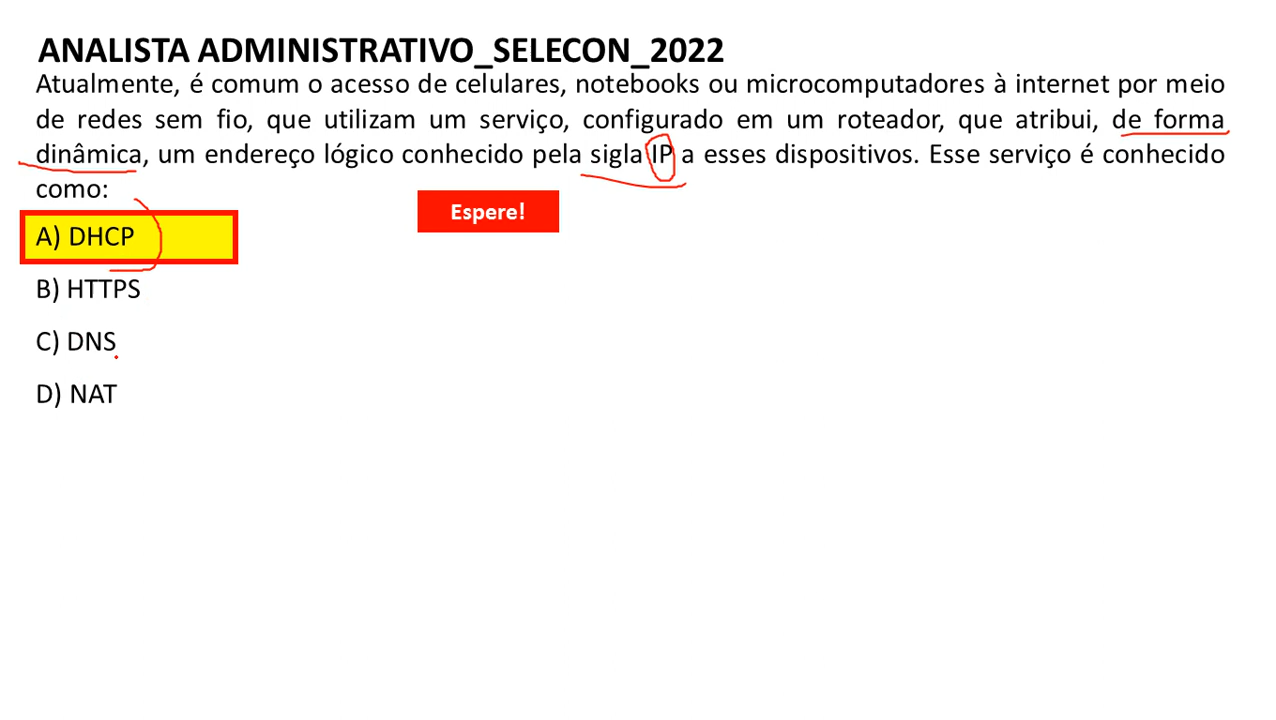 ANALISTA ADMINISTRATIVO_SELECON_2022
Atualmente, é comum o acesso de celulares, notebooks ou microcomputadores à internet por meio
de redes sem fio, que utilizam um serviço, configurado em um roteador, que atribui, de forma
dinâmica, um endereço lógico conhecido pela sigla IP a esses dispositivos. Esse serviço é conhecido
como:
Espere!
A) DHCP
B) HTTPS
C) DNS
D) NAT